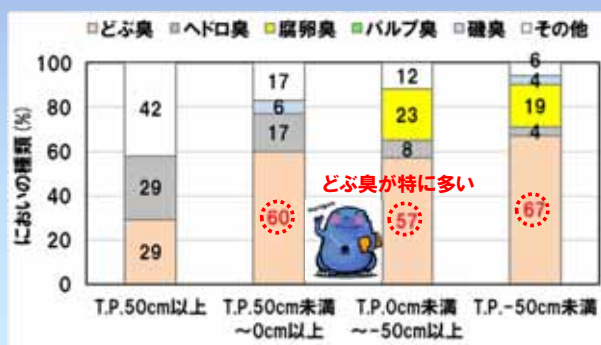 どぶ臭 ヘドロ臭 腐卵臭 パルプ臭 磯臭 その他
においの種類(%)
100
80
60
40
20
0
42
29
29
17
6
17
60
12
23
8
57
6
4
19
4
67
どぶ臭が特に多い
T.P.50cm以上
T.P.50cm未満
～0cm以上
T.P.0cm未満
～-50cm以上
T.P.-50cm未満